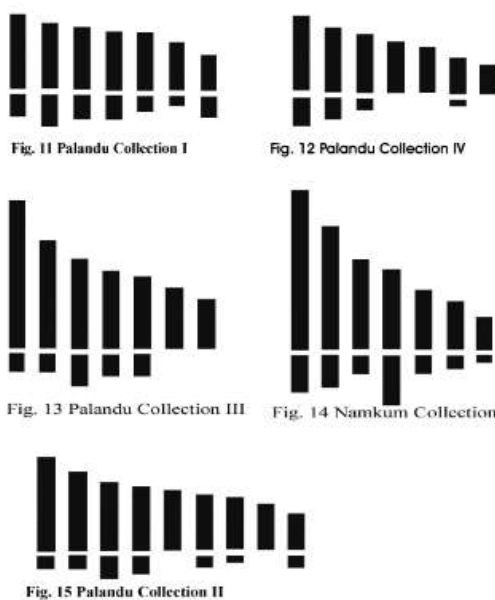 Fig. 11 Palandu Collection I
Fig. 12 Palandu Collection IV
Fig. 13 Palandu Collection III
Fig. 14 Namkum Collection
Fig. 15 Palandu Collection II